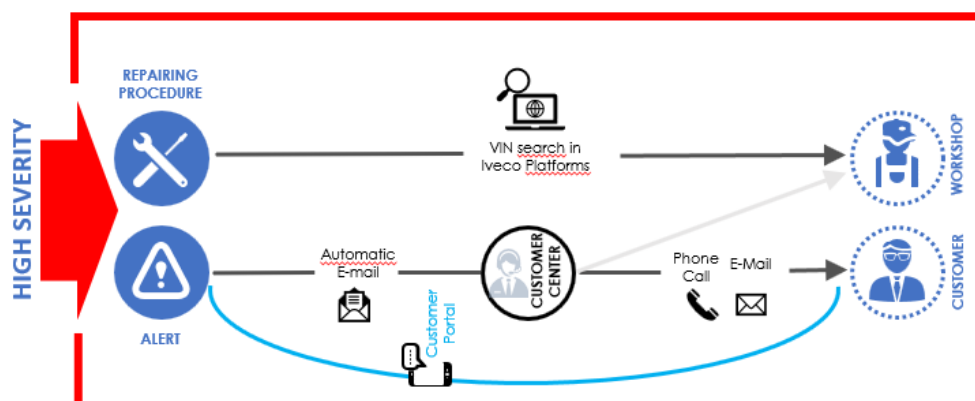 HIGH SEVERITY
REPAIRING
PROCEDURE
VIN search in
Iveco Platforms
WORKSHOP
Automatic
E-mail
CUSTOMER
CENTER
Phone
Call
E-Mail
CUSTOMER
ALERT
Customer
Portal